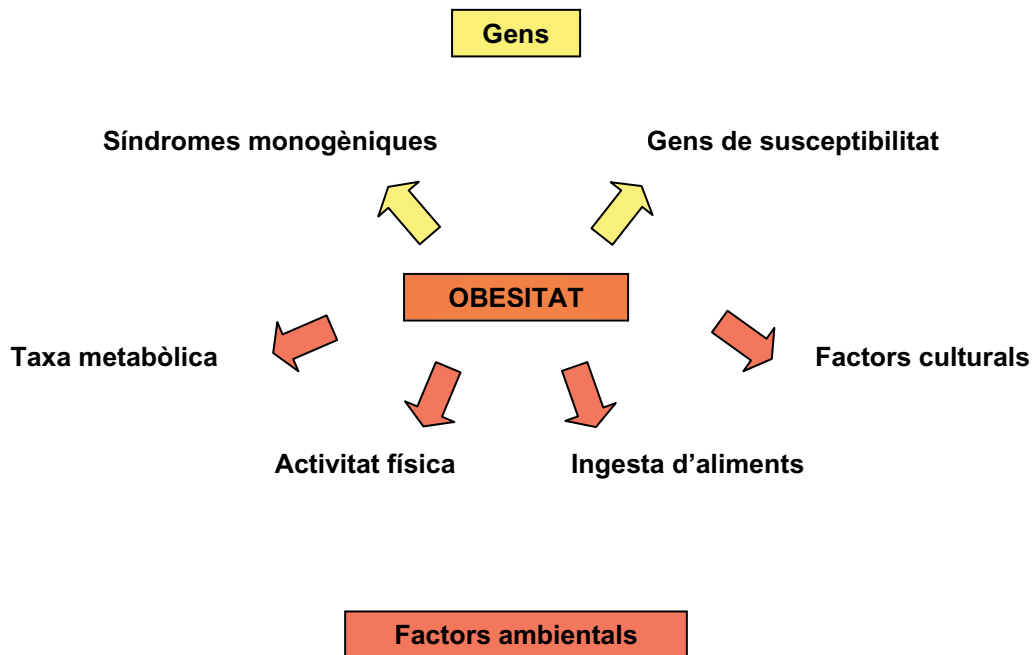 Gens
Síndromes monogèniques
Gens de susceptibilitat
OBESITAT
Taxa metabòlica
Factors culturals
Activitat física
Ingesta d’aliments
Factors ambientals